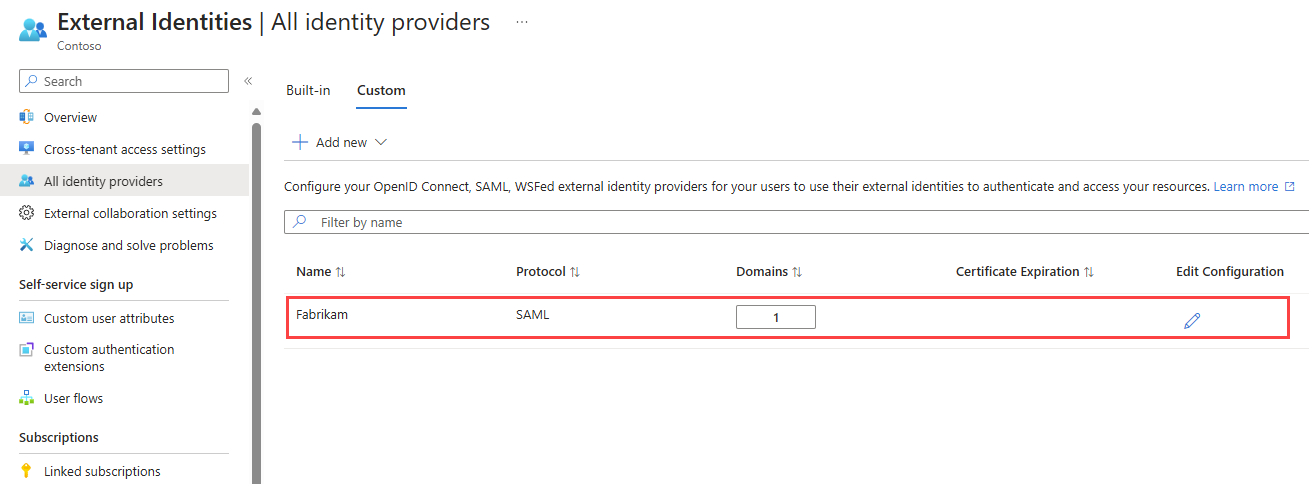 External Identities | All identity providers ...
Contoso
Search
«
Overview
Cross-tenant access settings
All identity providers
External collaboration settings
Diagnose and solve problems
Self-service sign up
Custom user attributes
Custom authentication
extensions
User flows
Subscriptions
Linked subscriptions
Built-in Custom
Add new
Configure your OpenID Connect, SAML, WSFed external identity providers for your users to use their external identities to authenticate and access your resources. Learn more
Filter by name
Name Protocol Domains Certificate Expiration Edit Configuration
Fabrikam SAML 1